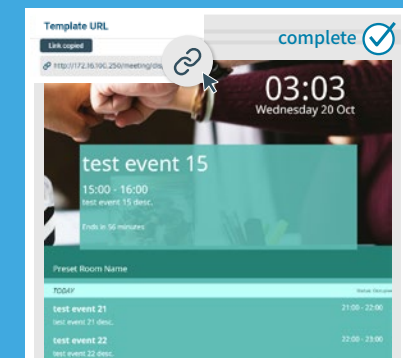 Template URL
Link copied
complete
http://172.16.100.250/meeting/dis
03:03
Wednesday 20 Oct
test event 15
15:00 - 16:00
test event 15 desc.
Ends in 56 minutes
Preset Room Name
TODAY
test event 21
21:00 - 22:00
test event 21 desc.
test event 22
22:00 - 23:00
test event 22 desc.